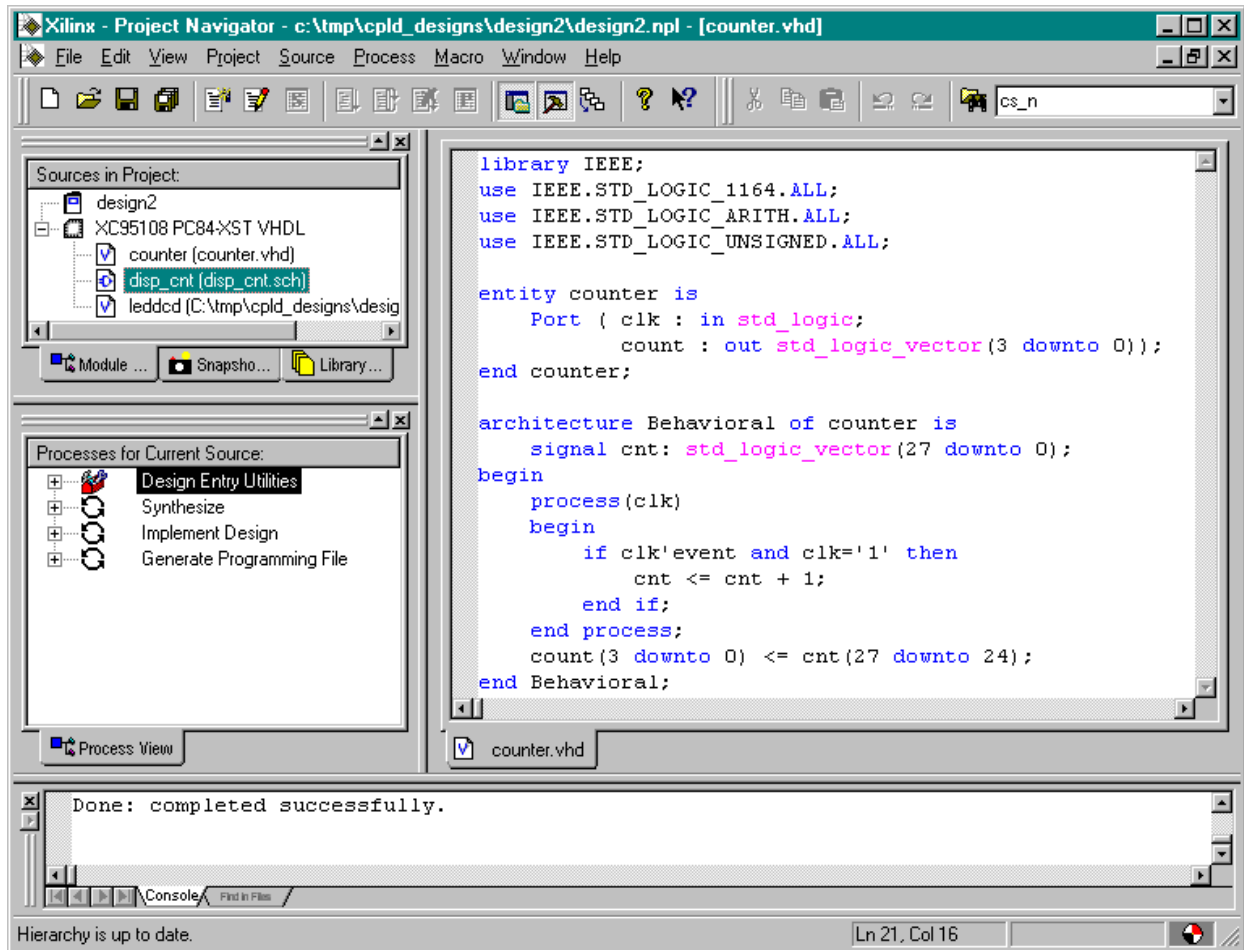 Xilinx - Project Navigator - c:\tmp\cpld_designs\design2\design2.npl - [counter.vhd]
File Edit View Project Source Process Macro Window Help
cs_n
Sources in Project:
design2
XC95108 PC84-XST VHDL
counter (counter.vhd)
disp_cnt (disp_cnt.sch)
leddcd (C:\tmp\cpld_designs\desig
Module ... Snapsho... Library...
Processes for Current Source:
Design Entry Utilities
Synthesize
Implement Design
Generate Programming File
Process View
library IEEE;
use IEEE.STD_LOGIC_1164.ALL;
use IEEE.STD_LOGIC_ARITH.ALL;
use IEEE.STD_LOGIC_UNSIGNED.ALL;
entity counter is
Port ( clk : in std_logic;
count : out std_logic_vector(3 downto 0));
end counter;
architecture Behavioral of counter is
signal cnt: std_logic_vector(27 downto 0);
begin
process(clk)
begin
if clk'event and clk='1' then
cnt <= cnt + 1;
end if;
end process;
count(3 downto 0) <= cnt(27 downto 24);
end Behavioral;
counter.vhd
Done: completed successfully.
Console Find in Files
Hierarchy is up to date. Ln 21, Col 16